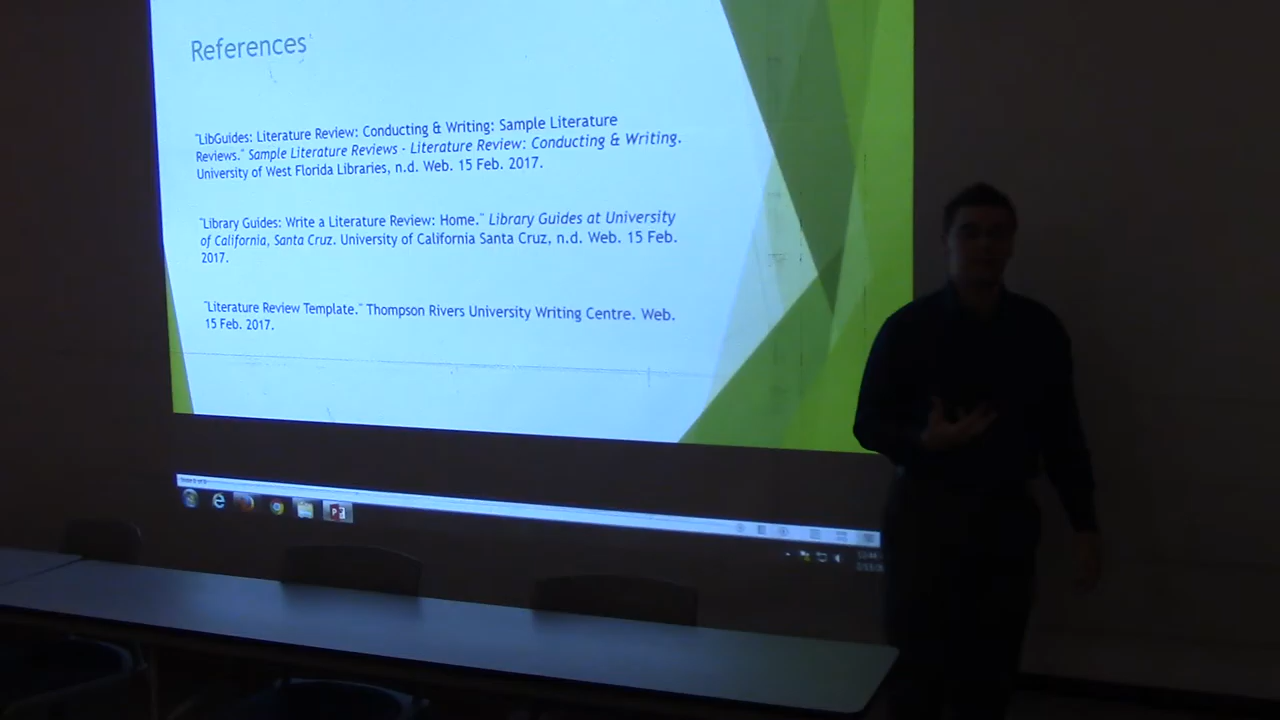 References
"LibGuides: Literature Review: Conducting & Writing: Sample Literature
Reviews." Sample Literature Reviews - Literature Review: Conducting & Writing.
University of West Florida Libraries, n.d. Web. 15 Feb. 2017.
"Library Guides: Write a Literature Review: Home." Library Guides at University
of California, Santa Cruz. University of California Santa Cruz, n.d. Web. 15 Feb.
2017.
"Literature Review Template." Thompson Rivers University Writing Centre. Web.
15 Feb. 2017.